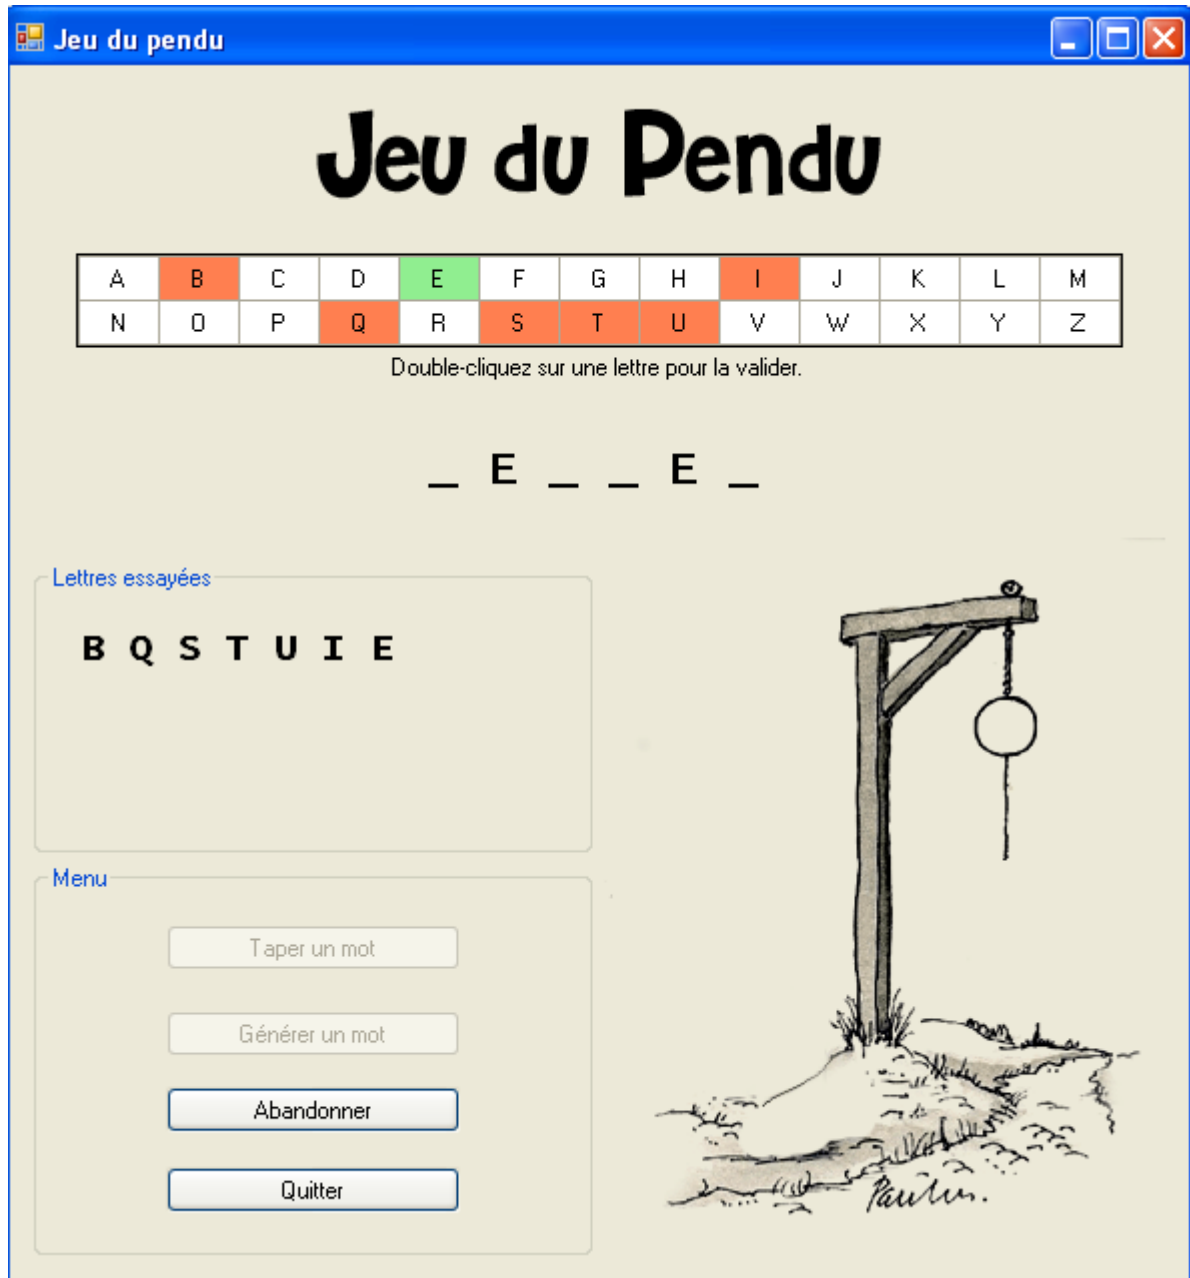 Jeu du pendu
Jeu du Pendu
A B C D E F G H I J K L M
N O P Q R S T U V W X Y Z
Double-cliquez sur une lettre pour la valider.
_ E _ _ E _
Lettres essayées
B Q S T U I E
Menu
Taper un mot
Générer un mot
Abandonner
Quitter
Paulus.